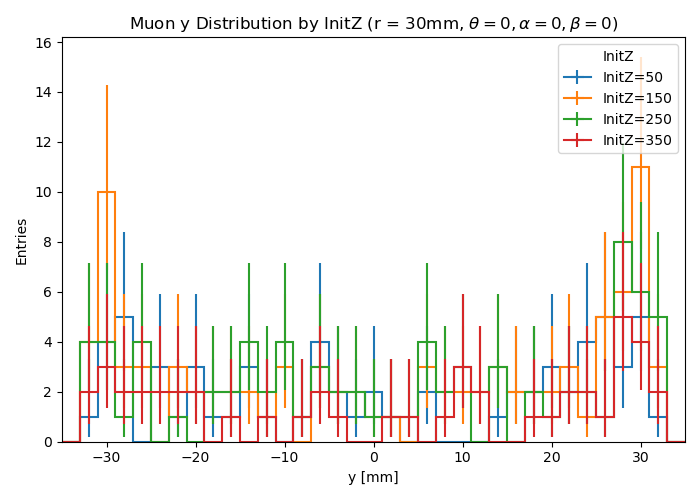 Muon y Distribution by InitZ (r = 30mm, θ = 0, α = 0, β = 0)
16
14
12
10
8
6
4
2
0
Entries
InitZ
InitZ=50
InitZ=150
InitZ=250
InitZ=350
−30 −20 −10 0 10 20 30
y [mm]